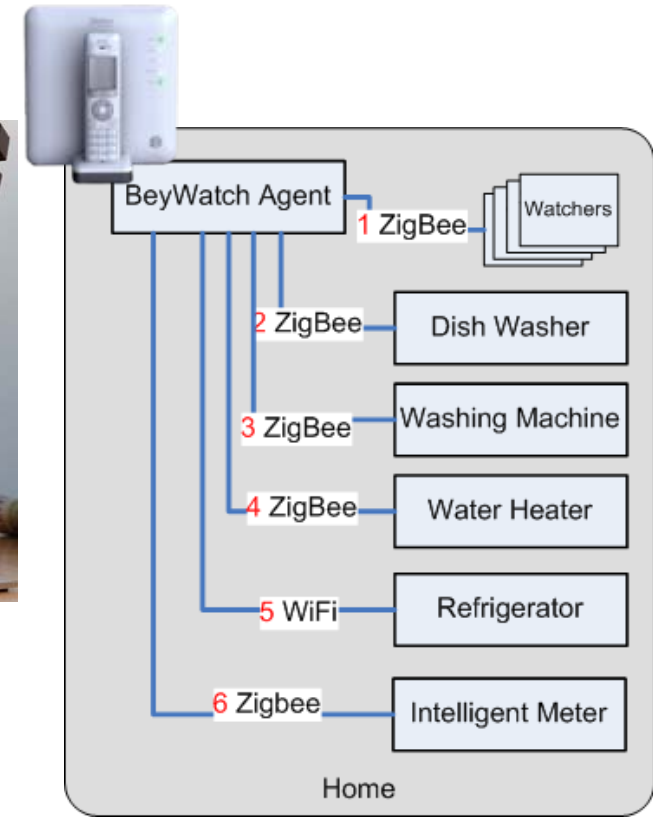 BeyWatch Agent
Watchers
1 ZigBee
2 ZigBee
Dish Washer
3 ZigBee
Washing Machine
4 ZigBee
Water Heater
5 WiFi
Refrigerator
6 Zigbee
Intelligent Meter
Home